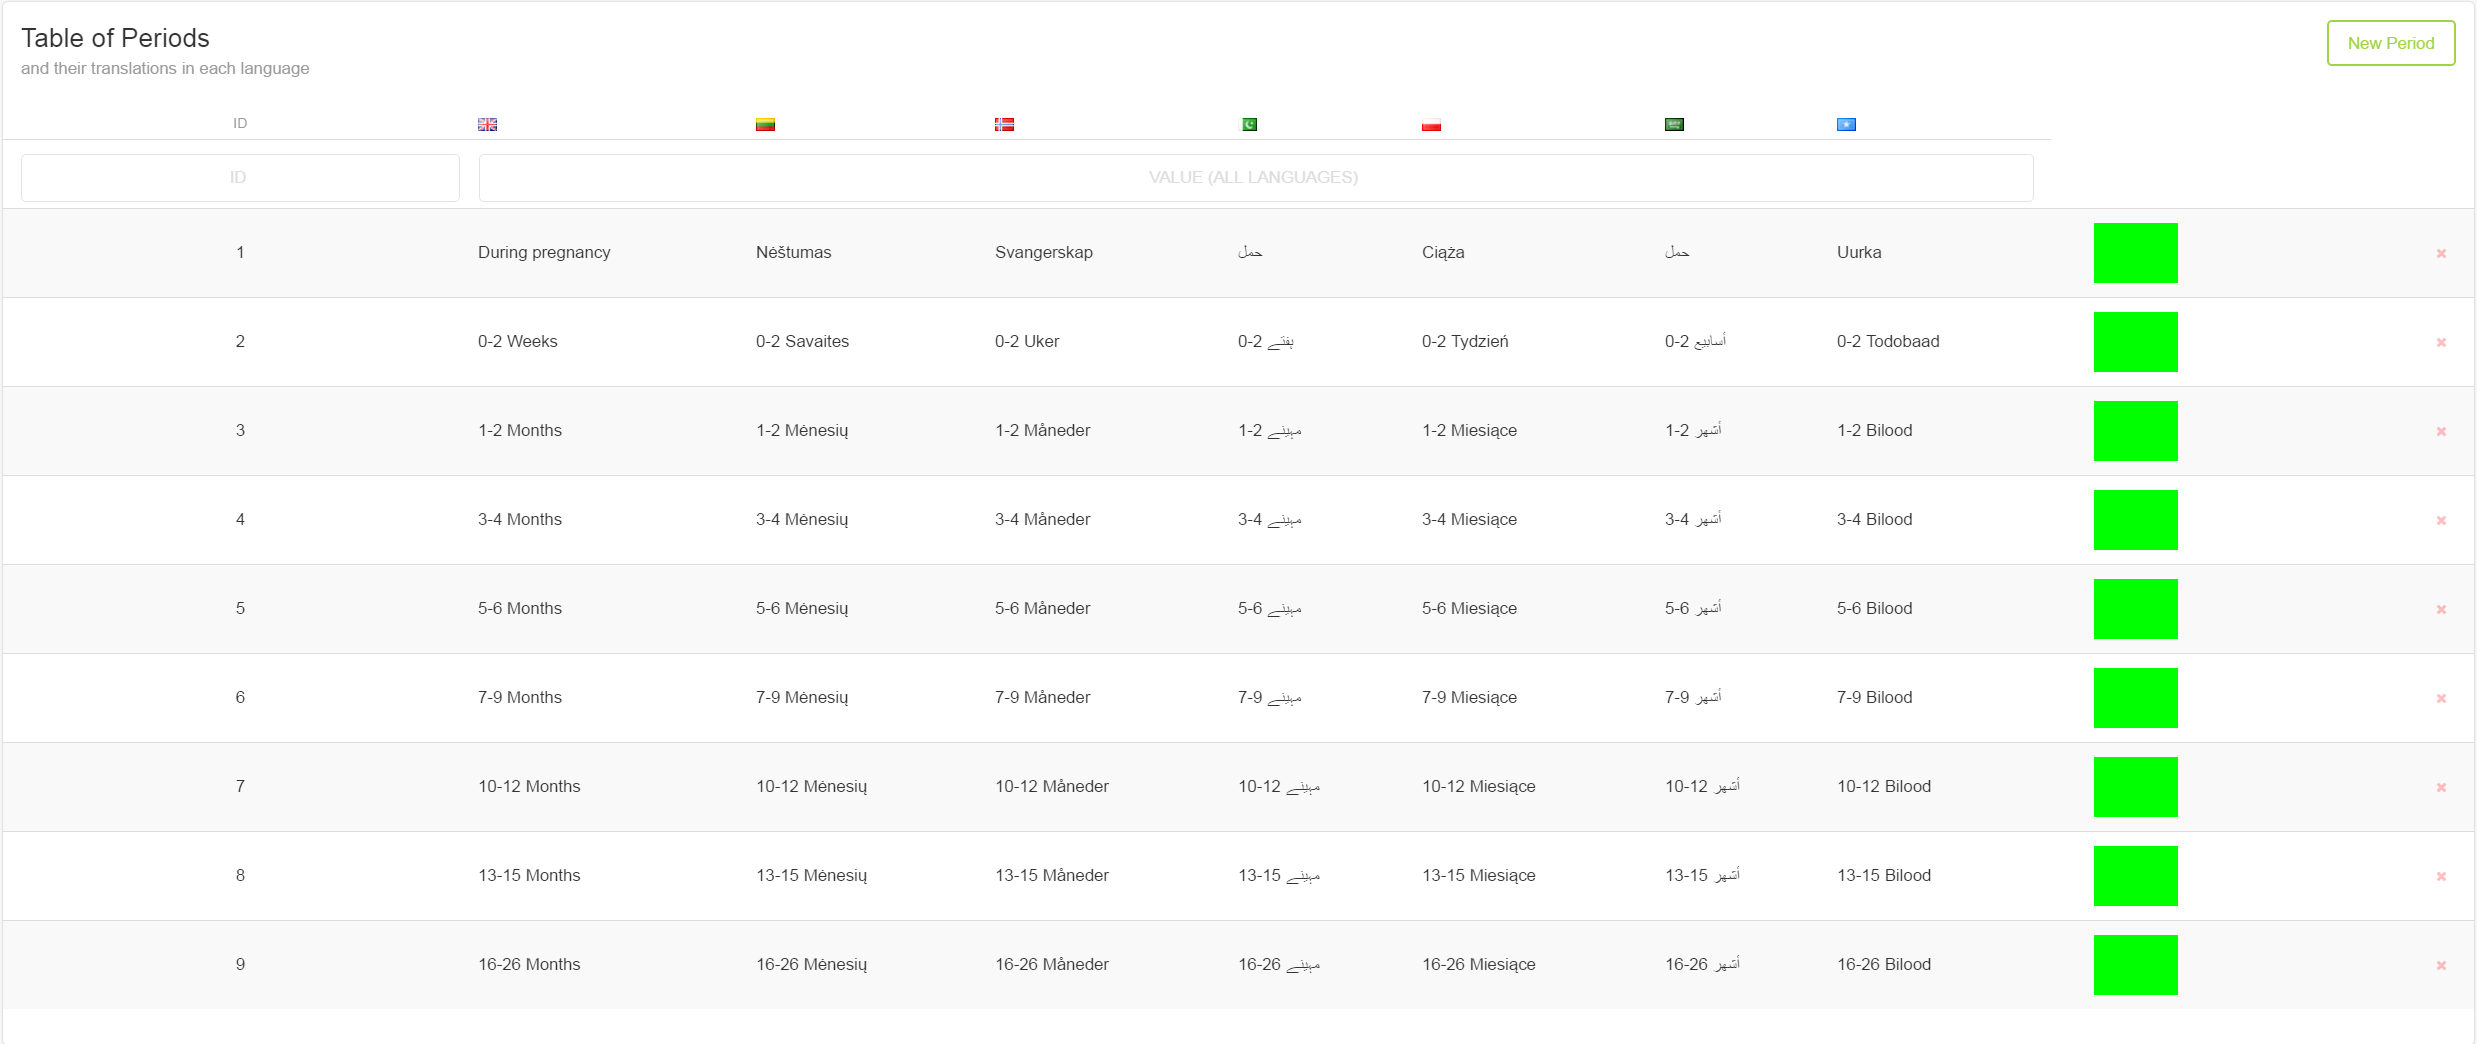 Table of Periods
and their translations in each language
New Period
ID
ID
VALUE (ALL LANGUAGES)
1 During pregnancy Nėštumas Svangerskap حمل Ciąża حمل Uurka
2 0-2 Weeks 0-2 Savaites 0-2 Uker 0-2 ہفتے 0-2 Tydzień 0-2 أسابيع 0-2 Todobaad
3 1-2 Months 1-2 Mėnesių 1-2 Måneder 1-2 مہینے 1-2 Miesiące 1-2 أشهر 1-2 Bilood
4 3-4 Months 3-4 Mėnesių 3-4 Måneder 3-4 مہینے 3-4 Miesiące 3-4 أشهر 3-4 Bilood
5 5-6 Months 5-6 Mėnesių 5-6 Måneder 5-6 مہینے 5-6 Miesiące 5-6 أشهر 5-6 Bilood
6 7-9 Months 7-9 Mėnesių 7-9 Måneder 7-9 مہینے 7-9 Miesiące 7-9 أشهر 7-9 Bilood
7 10-12 Months 10-12 Mėnesių 10-12 Måneder 10-12 مہینے 10-12 Miesiące 10-12 أشهر 10-12 Bilood
8 13-15 Months 13-15 Mėnesių 13-15 Måneder 13-15 مہینے 13-15 Miesiące 13-15 أشهر 13-15 Bilood
9 16-26 Months 16-26 Mėnesių 16-26 Måneder 16-26 مہینے 16-26 Miesiące 16-26 أشهر 16-26 Bilood